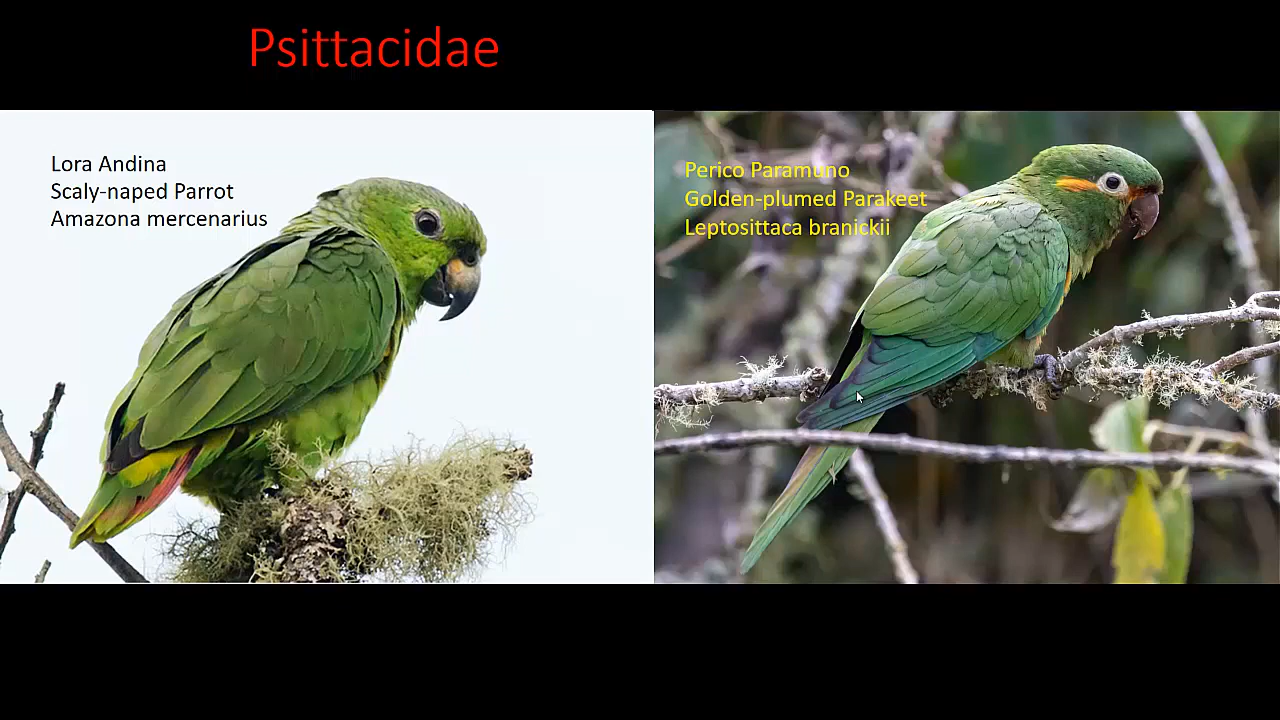 Psittacidae
Lora Andina
Scaly-naped Parrot
Amazona mercenarius
Perico Paramuno
Golden-plumed Parakeet
Leptosittaca branickii